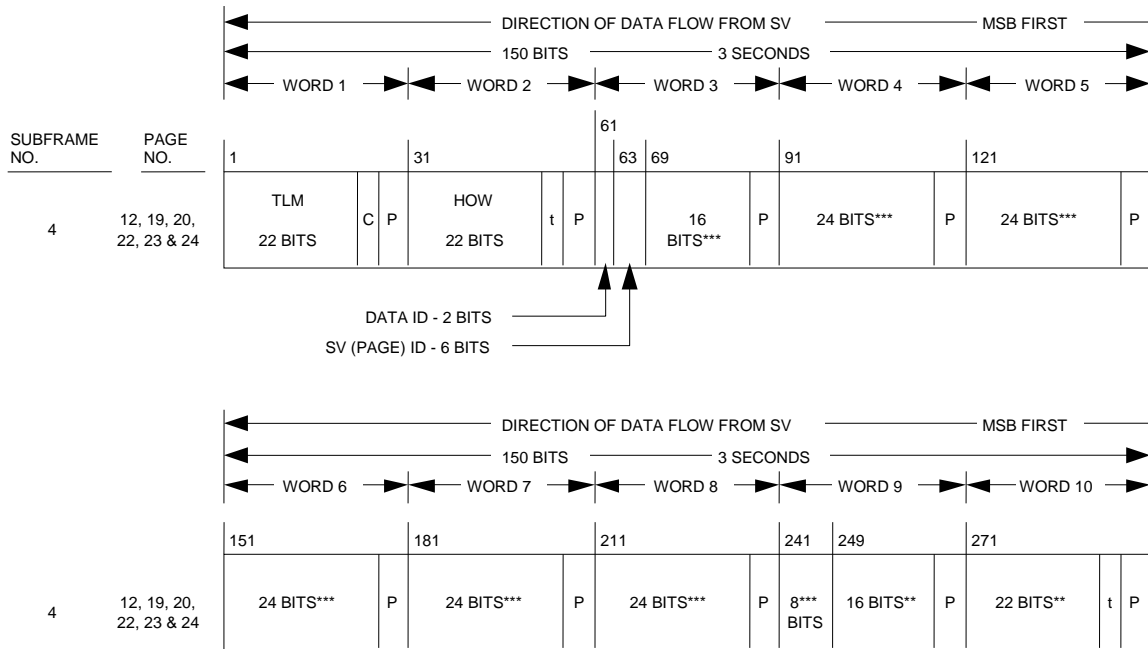 DIRECTION OF DATA FLOW FROM SV MSB FIRST
150 BITS 3 SECONDS
WORD 1 WORD 2 WORD 3 WORD 4 WORD 5
SUBFRAME NO. PAGE NO.
1 31 61 63 69 91 121
4
12, 19, 20,
22, 23 & 24
TLM
22 BITS
C
P
HOW
22 BITS
t
P
16
BITS***
P
24 BITS***
P
24 BITS***
P
DATA ID - 2 BITS
SV (PAGE) ID - 6 BITS
DIRECTION OF DATA FLOW FROM SV MSB FIRST
150 BITS 3 SECONDS
WORD 6 WORD 7 WORD 8 WORD 9 WORD 10
151 181 211 241 249 271
4
12, 19, 20,
22, 23 & 24
24 BITS***
P
24 BITS***
P
24 BITS***
P
8***
BITS
16 BITS**
P
22 BITS**
t
P